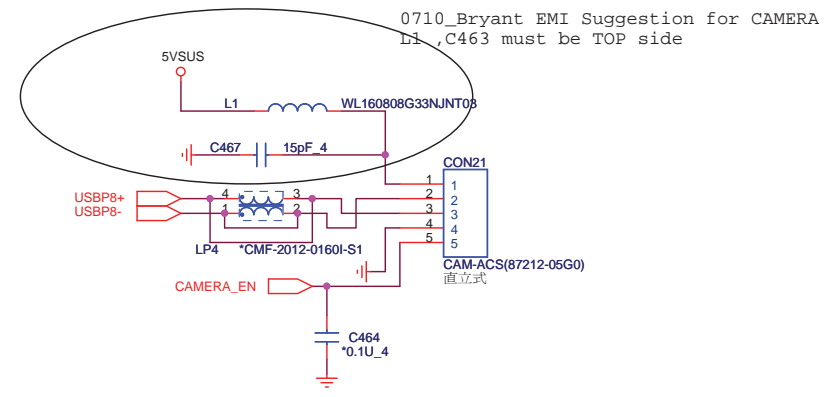 0710_Bryant EMI Suggestion for CAMERA
L1 ,C463 must be TOP side
5VSUS
L1
WL160808G33NJNT03
C467
15pF_4
CON21
USBP8+
USBP8-
4
3
1
2
LP4
*CMF-2012-0160I-S1
1
2
3
4
5
1
2
3
4
5
CAM-ACS(87212-05G0)
直立式
CAMERA_EN
C464
*0.1U_4